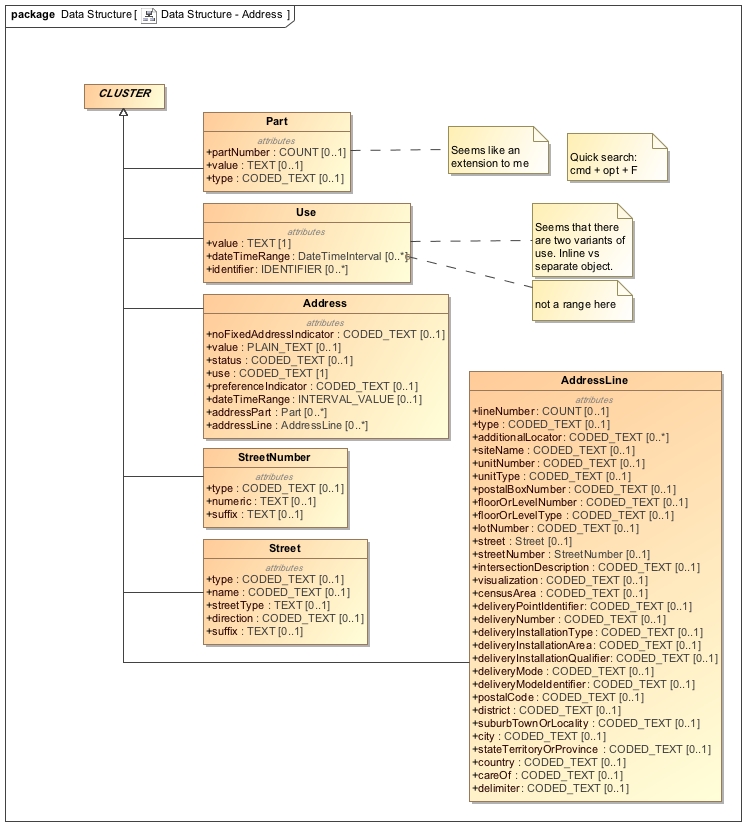 package Data Structure [ Data Structure - Address ]
CLUSTER
Part
attributes
+partNumber : COUNT [0..1]
+value : TEXT [0..1]
+type : CODED_TEXT [0..1]
Seems like an
extension to me
Quick search:
cmd + opt + F
Use
attributes
+value : TEXT [1]
+dateTimeRange : DateTimeInterval [0..*]
+identifier : IDENTIFIER [0..*]
Seems that there
are two variants of
use. Inline vs
separate object.
not a range here
Address
attributes
+noFixedAddressIndicator : CODED_TEXT [0..1]
+value : PLAIN_TEXT [0..1]
+status : CODED_TEXT [0..1]
+use : CODED_TEXT [1]
+preferenceIndicator : CODED_TEXT [0..1]
+dateTimeRange : INTERVAL_VALUE [0..1]
+addressPart : Part [0..*]
+addressLine : AddressLine [0..*]
StreetNumber
attributes
+type : CODED_TEXT [0..1]
+numeric : TEXT [0..1]
+suffix : TEXT [0..1]
Street
attributes
+type : CODED_TEXT [0..1]
+name : CODED_TEXT [0..1]
+streetType : TEXT [0..1]
+direction : CODED_TEXT [0..1]
+suffix : TEXT [0..1]
AddressLine
attributes
+lineNumber : COUNT [0..1]
+type : CODED_TEXT [0..1]
+additionalLocator : CODED_TEXT [0..*]
+siteName : CODED_TEXT [0..1]
+unitNumber : CODED_TEXT [0..1]
+unitType : CODED_TEXT [0..1]
+postalBoxNumber : CODED_TEXT [0..1]
+floorOrLevelNumber : CODED_TEXT [0..1]
+floorOrLevelType : CODED_TEXT [0..1]
+lotNumber : CODED_TEXT [0..1]
+street : Street [0..1]
+streetNumber : StreetNumber [0..1]
+intersectionDescription : CODED_TEXT [0..1]
+visualization : CODED_TEXT [0..1]
+censusArea : CODED_TEXT [0..1]
+deliveryPointIdentifier : CODED_TEXT [0..1]
+deliveryNumber : CODED_TEXT [0..1]
+deliveryInstallationType : CODED_TEXT [0..1]
+deliveryInstallationArea : CODED_TEXT [0..1]
+deliveryInstallationQualifier : CODED_TEXT [0..1]
+deliveryMode : CODED_TEXT [0..1]
+deliveryModeIdentifier : CODED_TEXT [0..1]
+postalCode : CODED_TEXT [0..1]
+district : CODED_TEXT [0..1]
+suburbTownOrLocality : CODED_TEXT [0..1]
+city : CODED_TEXT [0..1]
+stateTerritoryOrProvince : CODED_TEXT [0..1]
+country : CODED_TEXT [0..1]
+careOf : CODED_TEXT [0..1]
+delimiter : CODED_TEXT [0..1]